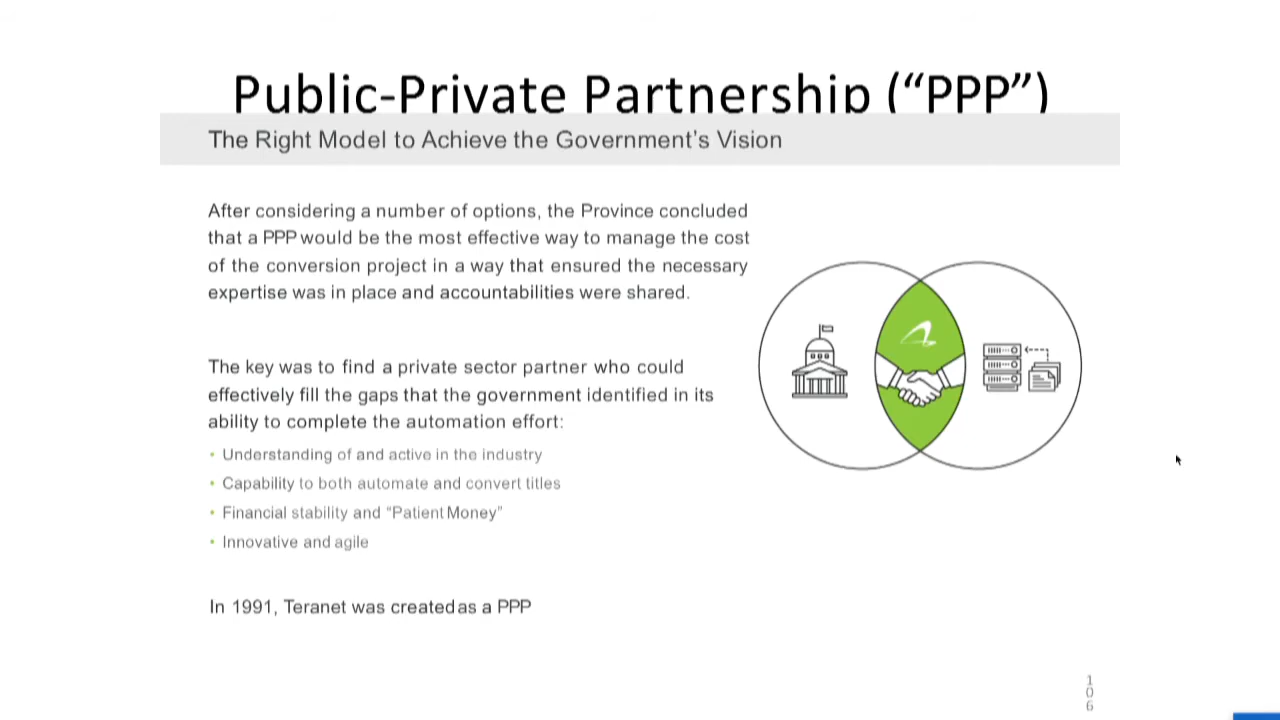 Public-Private Partnership (“PPP”)
The Right Model to Achieve the Government’s Vision
After considering a number of options, the Province concluded
that a PPP would be the most effective way to manage the cost
of the conversion project in a way that ensured the necessary
expertise was in place and accountabilities were shared.
The key was to find a private sector partner who could
effectively fill the gaps that the government identified in its
ability to complete the automation effort:
• Understanding of and active in the industry
• Capability to both automate and convert titles
• Financial stability and “Patient Money”
• Innovative and agile
In 1991, Teranet was created as a PPP
1
0
6